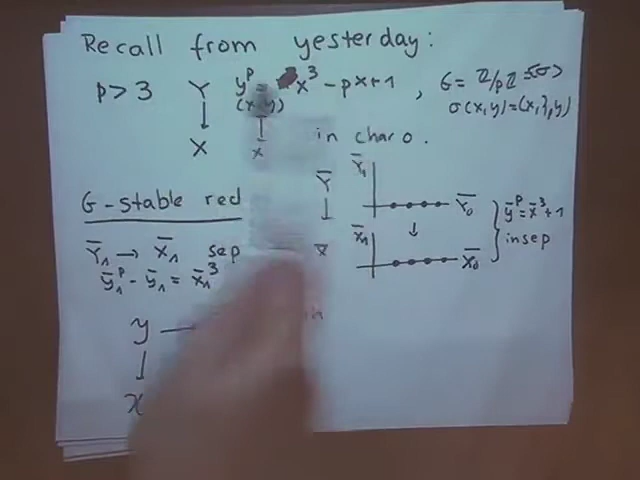 Recall from yesterday:
p>3 Y y^p = x^3 - px+1 , G = ℤ/pℤ = <σ>
(x,y) σ(x,y)=(x,ζ,y)
↓
X x in char 0.
G-stable red
Ȳ Ȳ_1 Ȳ_0 ȳ^p = x̄^3+1
↓ ↓ insep
X̄ X̄_1 X̄_0
Ȳ_1 → X̄_1 sep
ȳ_1^p - ȳ_1 = x̄_1^3
y
↓
x